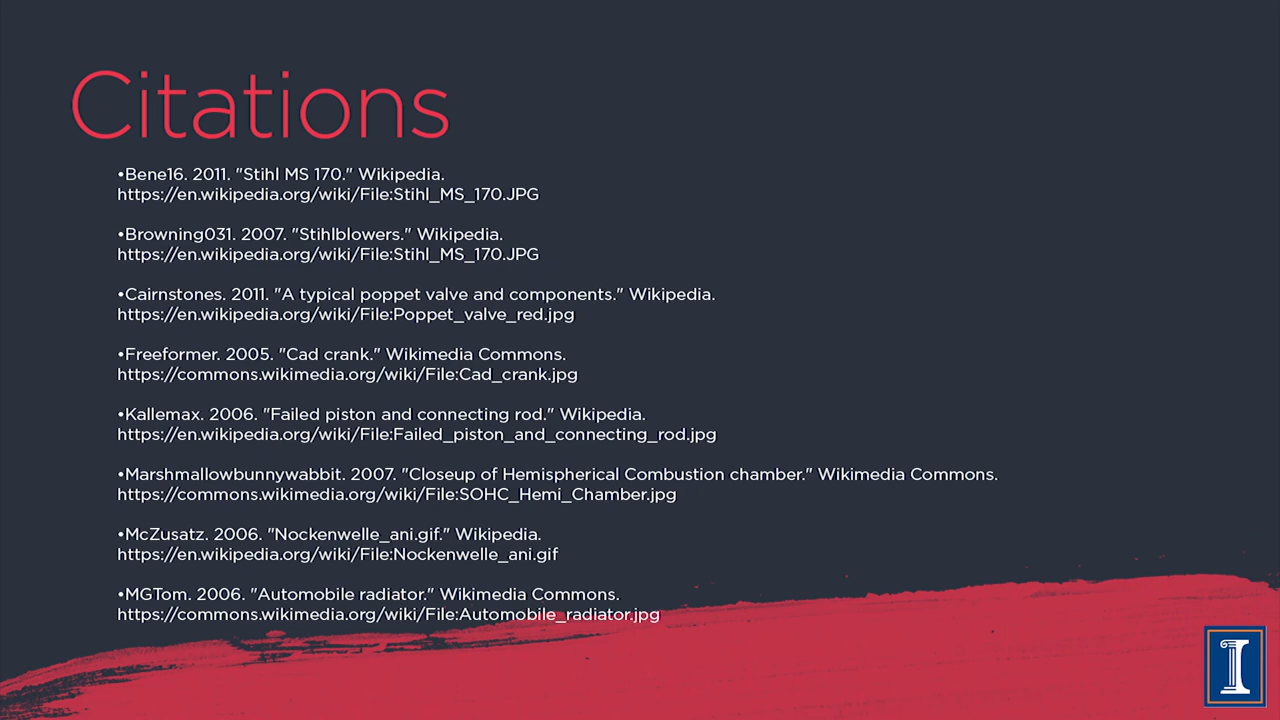 Citations
•Bene16. 2011. "Stihl MS 170." Wikipedia.
https://en.wikipedia.org/wiki/File:Stihl_MS_170.JPG
•Browning031. 2007. "Stihlblowers." Wikipedia.
https://en.wikipedia.org/wiki/File:Stihl_MS_170.JPG
•Cairnstones. 2011. "A typical poppet valve and components." Wikipedia.
https://en.wikipedia.org/wiki/File:Poppet_valve_red.jpg
•Freeformer. 2005. "Cad crank." Wikimedia Commons.
https://commons.wikimedia.org/wiki/File:Cad_crank.jpg
•Kallemax. 2006. "Failed piston and connecting rod." Wikipedia.
https://en.wikipedia.org/wiki/File:Failed_piston_and_connecting_rod.jpg
•Marshmallowbunnywabbit. 2007. "Closeup of Hemispherical Combustion chamber." Wikimedia Commons.
https://commons.wikimedia.org/wiki/File:SOHC_Hemi_Chamber.jpg
•McZusatz. 2006. "Nockenwelle_ani.gif." Wikipedia.
https://en.wikipedia.org/wiki/File:Nockenwelle_ani.gif
•MGTom. 2006. "Automobile radiator." Wikimedia Commons.
https://commons.wikimedia.org/wiki/File:Automobile_radiator.jpg